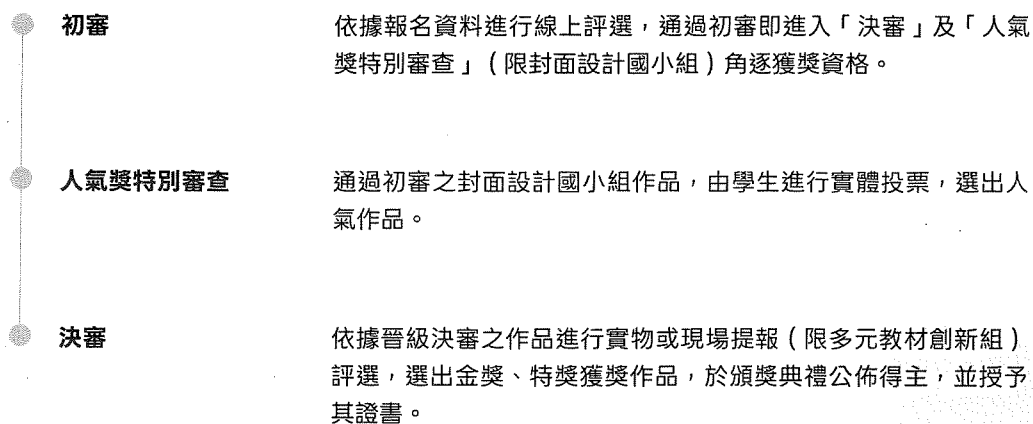 初審
依據報名資料進行線上評選，通過初審即進入「決審」及「人氣
獎特別審查」（限封面設計國小組）角逐獲獎資格。
人氣獎特別審查
通過初審之封面設計國小組作品，由學生進行實體投票，選出人
氣作品。
決審
依據晉級決審之作品進行實物或現場提報（限多元教材創新組）
評選，選出金獎、特獎獲獎作品，於頒獎典禮公佈得主，並授予
其證書。